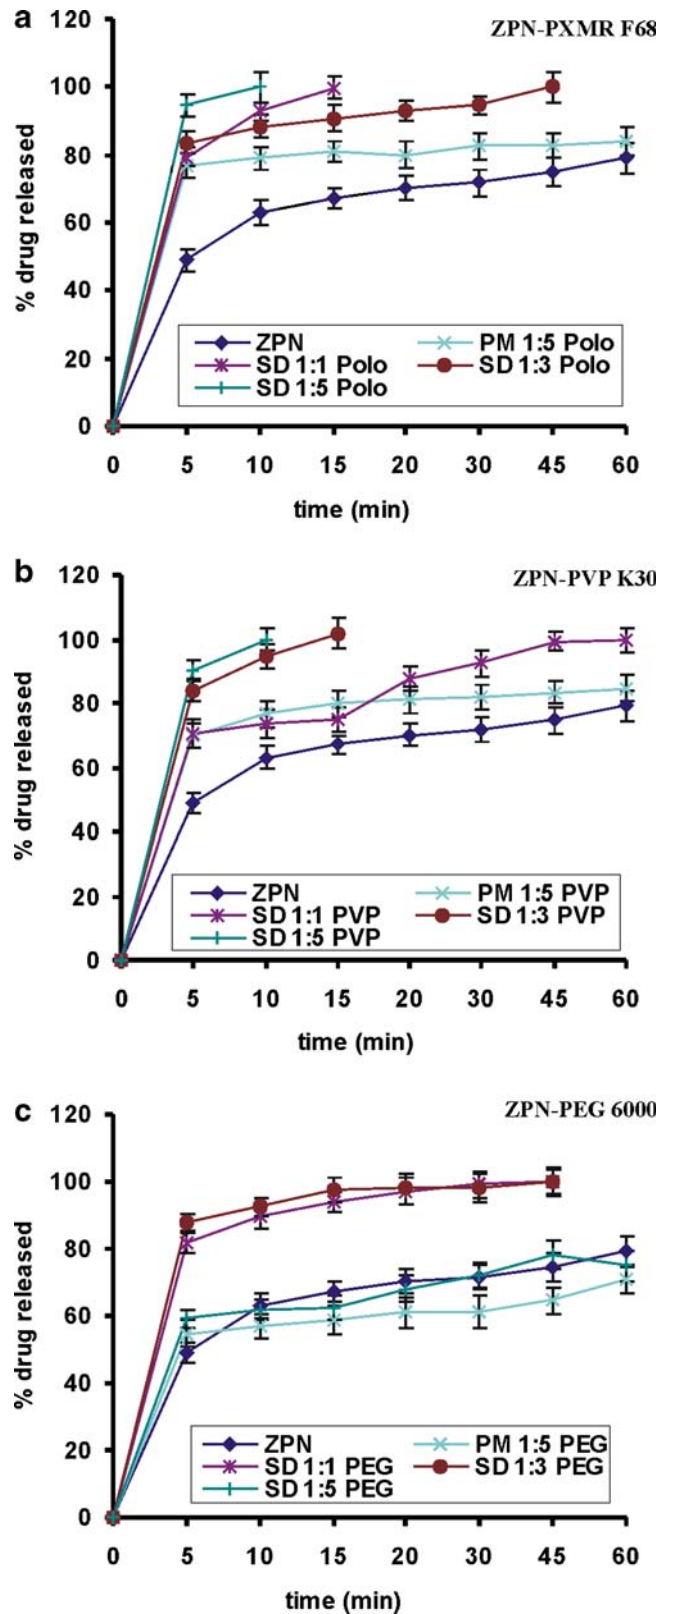 a
ZPN-PXMR F68
120
100
80
60
40
20
0
% drug released
ZPN
PM 1:5 Polo
SD 1:1 Polo
SD 1:3 Polo
SD 1:5 Polo
0 5 10 15 20 30 45 60
time (min)
b
ZPN-PVP K30
120
100
80
60
40
20
0
% drug released
ZPN
PM 1:5 PVP
SD 1:1 PVP
SD 1:3 PVP
SD 1:5 PVP
0 5 10 15 20 30 45 60
time (min)
c
ZPN-PEG 6000
120
100
80
60
40
20
0
% drug released
ZPN
PM 1:5 PEG
SD 1:1 PEG
SD 1:3 PEG
SD 1:5 PEG
0 5 10 15 20 30 45 60
time (min)